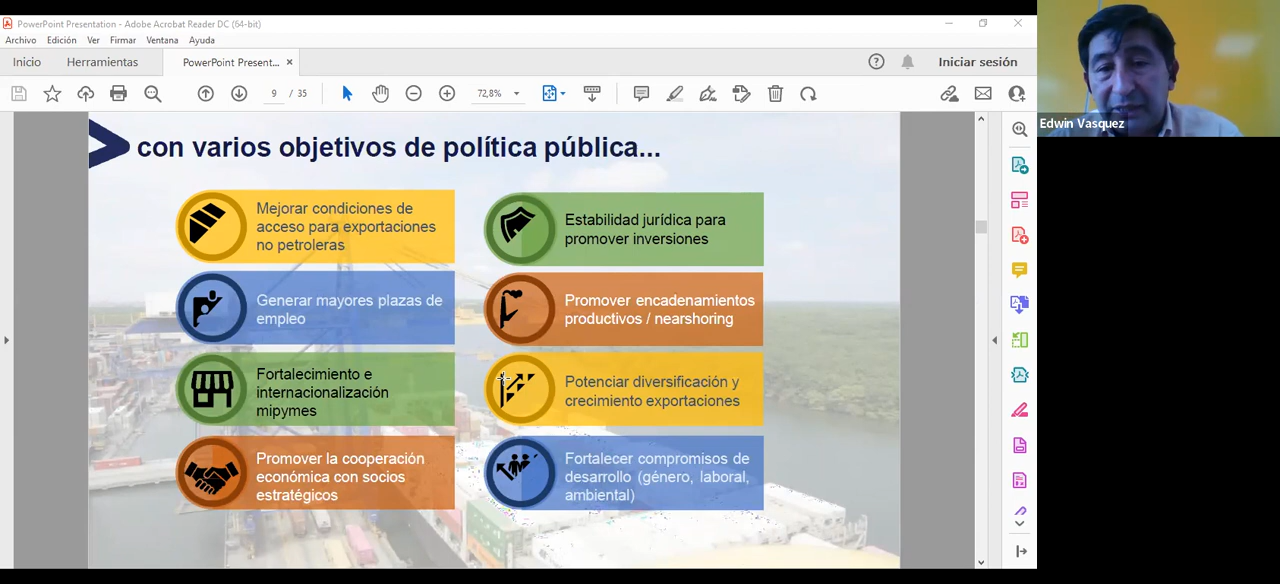 PowerPoint Presentation - Adobe Acrobat Reader DC (64-bit)
Archivo Edición Ver Firmar Ventana Ayuda
Inicio Herramientas PowerPoint Present... × Iniciar sesión
9 / 35 72,8%
Edwin Vasquez
con varios objetivos de política pública...
Mejorar condiciones de
acceso para exportaciones
no petroleras
Generar mayores plazas de
empleo
Fortalecimiento e
internacionalización
mipymes
Promover la cooperación
económica con socios
estratégicos
Estabilidad jurídica para
promover inversiones
Promover encadenamientos
productivos / nearshoring
Potenciar diversificación y
crecimiento exportaciones
Fortalecer compromisos de
desarrollo (género, laboral,
ambiental)